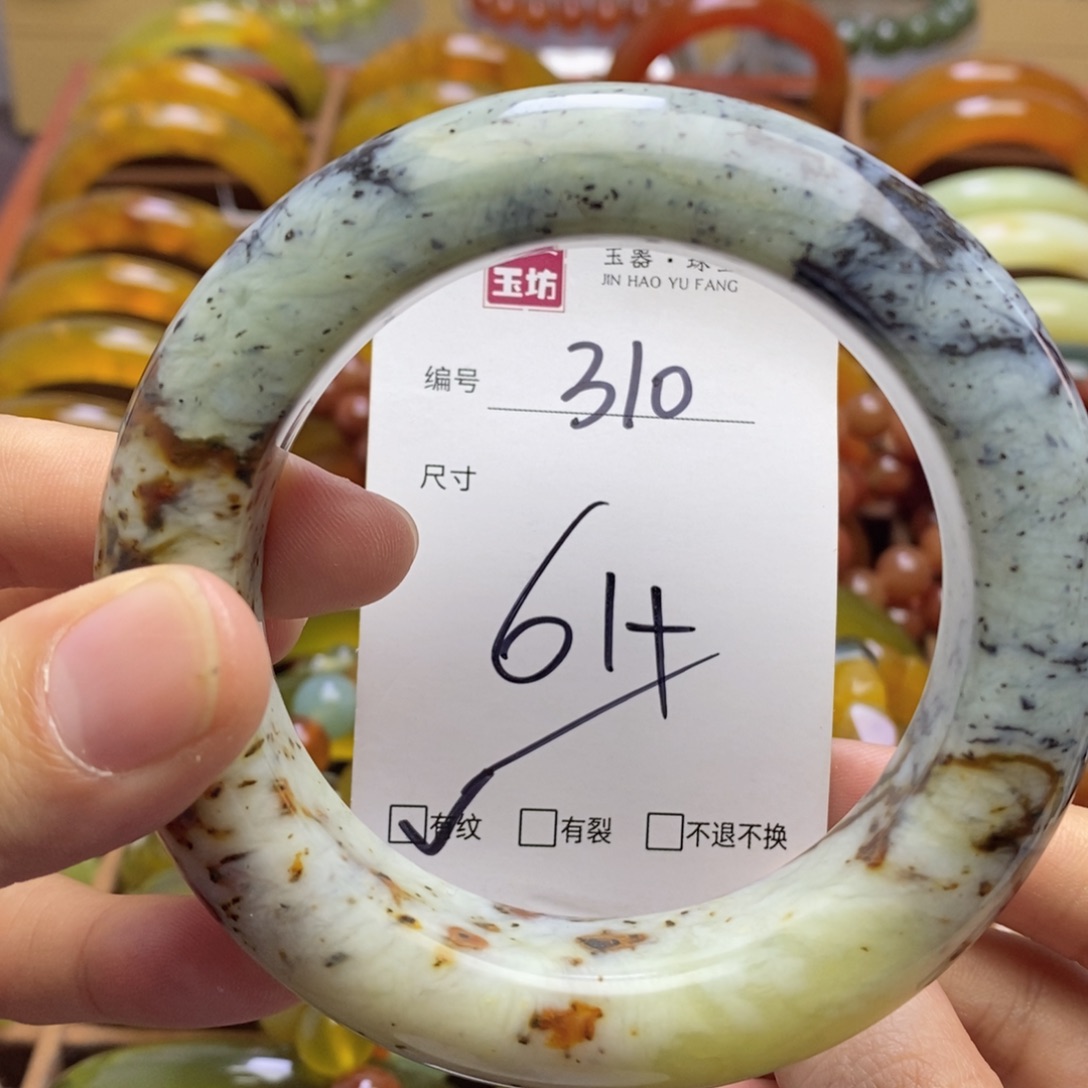 玉坊
玉器·珠宝
JIN HAO YU FANG
编号 310
尺寸
61+
有纹 有裂 不退不换